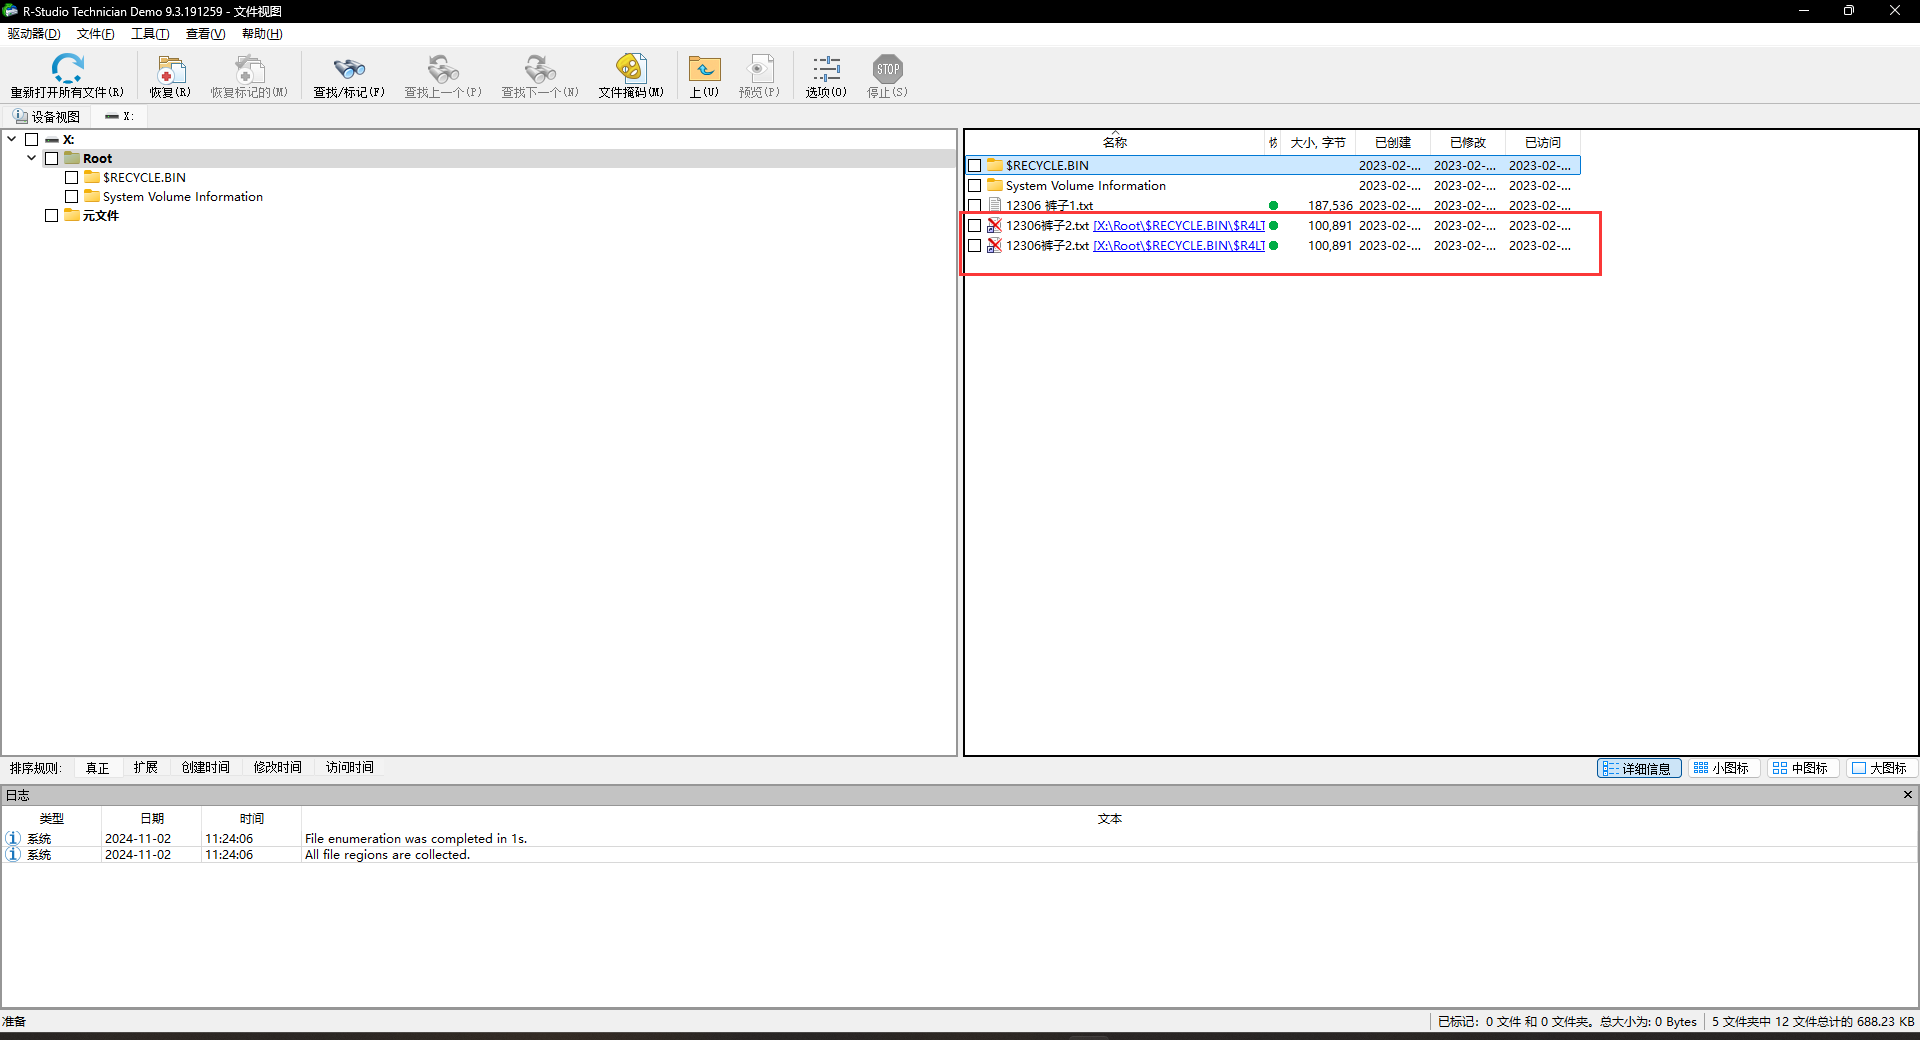 R-Studio Technician Demo 9.3.191259 - 文件视图
驱动器(D) 文件(F) 工具(T) 查看(V) 帮助(H)
重新打开所有文件(R) 恢复(R) 恢复标记的(M) 查找/标记(F) 查找上一个(P) 查找下一个(N) 文件掩码(M) 上(U) 预览(P) 选项(O) STOP 停止(S)
设备视图 X:
X:
Root
$RECYCLE.BIN
System Volume Information
元文件
名称 大小, 字节 已创建 已修改 已访问
$RECYCLE.BIN 2023-02-... 2023-02-... 2023-02-...
System Volume Information 2023-02-... 2023-02-... 2023-02-...
12306 裤子1.txt 187,536 2023-02-... 2023-02-... 2023-02-...
12306裤子2.txt [X:\Root\$RECYCLE.BIN\$R4LT 100,891 2023-02-... 2023-02-... 2023-02-...
12306裤子2.txt [X:\Root\$RECYCLE.BIN\$R4LT 100,891 2023-02-... 2023-02-... 2023-02-...
排序规则: 真正 扩展 创建时间 修改时间 访问时间 详细信息 小图标 中图标 大图标
日志
类型 日期 时间 文本
系统 2024-11-02 11:24:06 File enumeration was completed in 1s.
系统 2024-11-02 11:24:06 All file regions are collected.
准备 已标记: 0 文件 和 0 文件夹。总大小为: 0 Bytes 5 文件夹中 12 文件总计的 688.23 KB